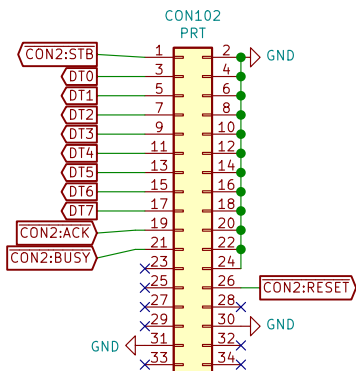 CON102
PRT
CON2:STB 1 2 GND
DT0 3 4
DT1 5 6
DT2 7 8
DT3 9 10
DT4 11 12
DT5 13 14
DT6 15 16
DT7 17 18
CON2:ACK 19 20
CON2:BUSY 21 22
23 24
25 26 CON2:RESET
27 28
29 30 GND
GND 31 32
33 34